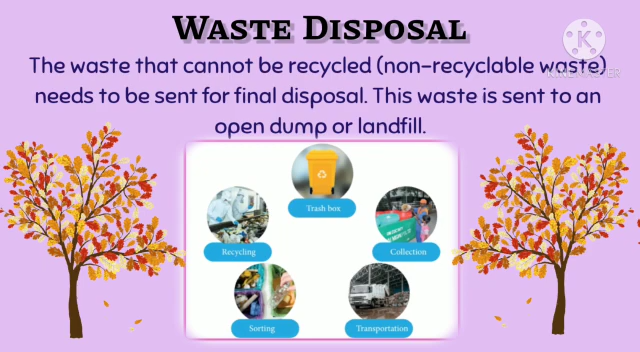 WASTE DISPOSAL
The waste that cannot be recycled (non-recyclable waste)
needs to be sent for final disposal. This waste is sent to an
open dump or landfill.
Trash box
Recycling
Collection
Sorting
Transportation